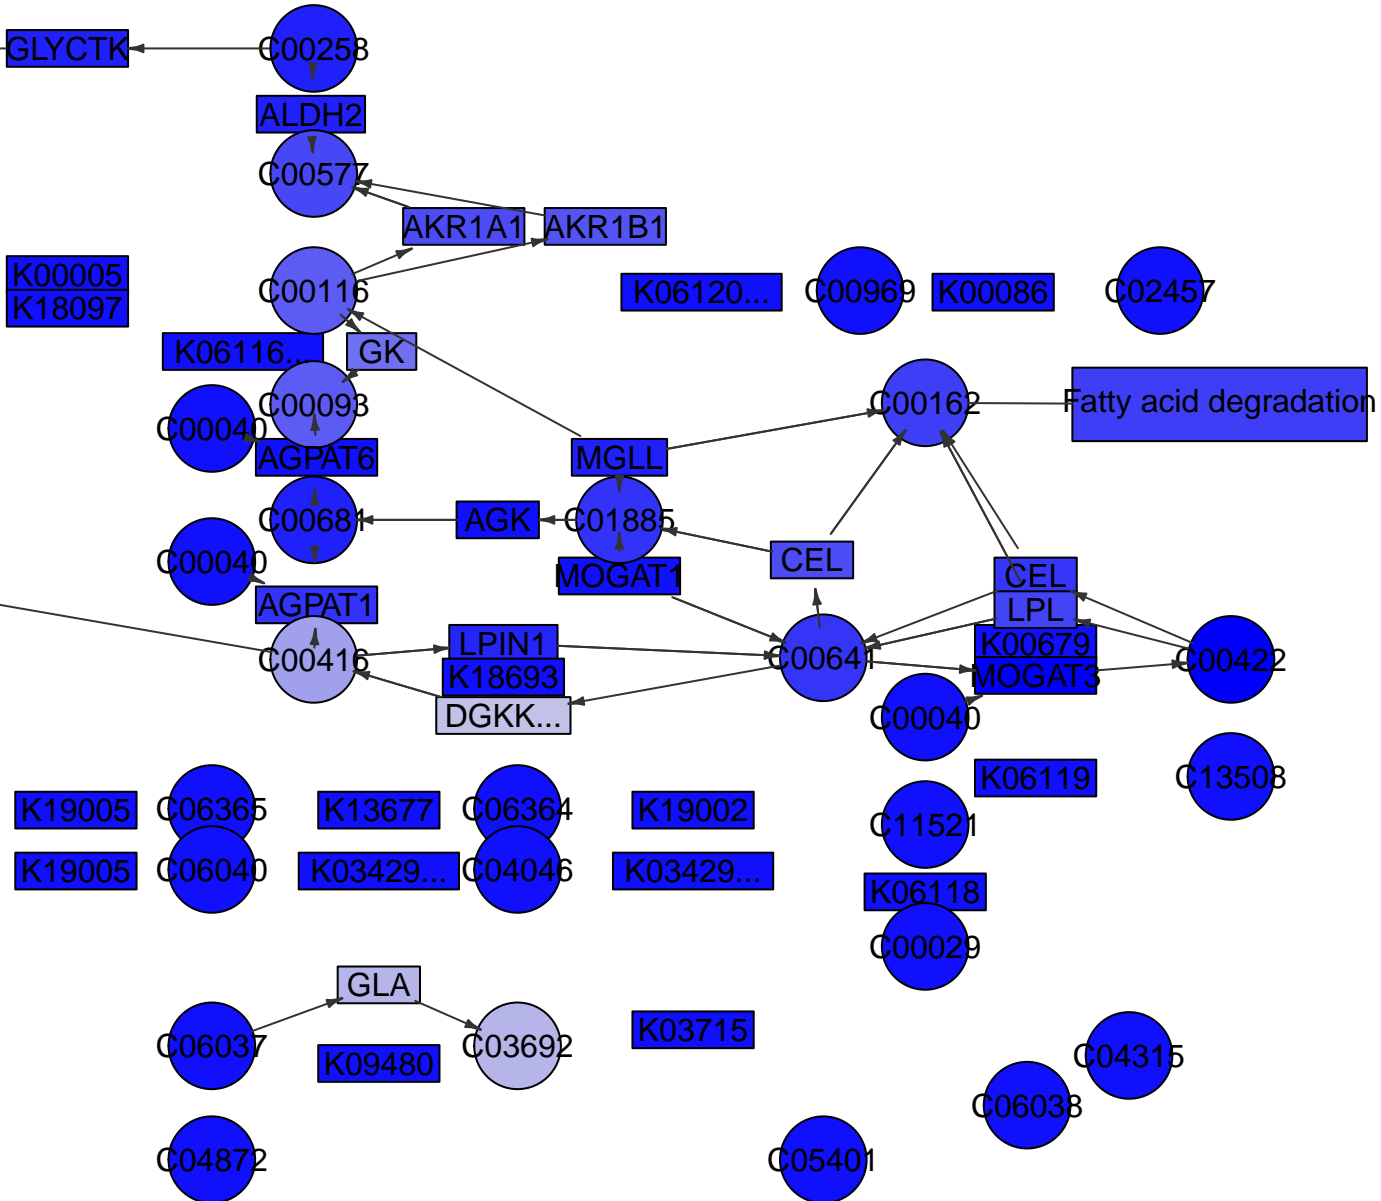 GLYCTK
C00258
ALDH2
C00577
AKR1A1
AKR1B1
K00005
K18097
C00116
K06120...
C00969
K00086
C02457
K06116...
GK
C00093
C00040
C00162
Fatty acid degradation
AGPAT6
MGLL
C00681
AGK
C01885
C00040
CEL
MOGAT1
CEL
AGPAT1
LPL
LPIN1
K00679
C00416
C00641
C00422
K18693
MOGAT3
DGKK...
C00040
K06119
C13508
K19005
C06365
K13677
C06364
K19002
C11521
K19005
C06040
K03429...
C04046
K03429...
K06118
C00029
GLA
K03715
C06037
C03692
K09480
C04315
C06038
C04872
C05401